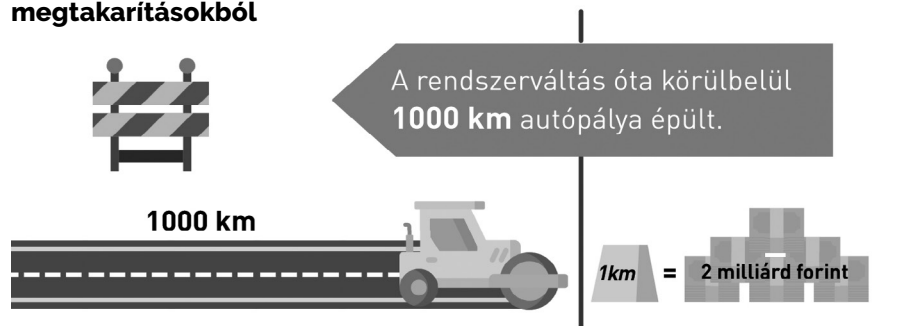 megtakarításokból
A rendszerváltás óta körülbelül
1000 km autópálya épült.
1000 km
1km = 2 milliárd forint